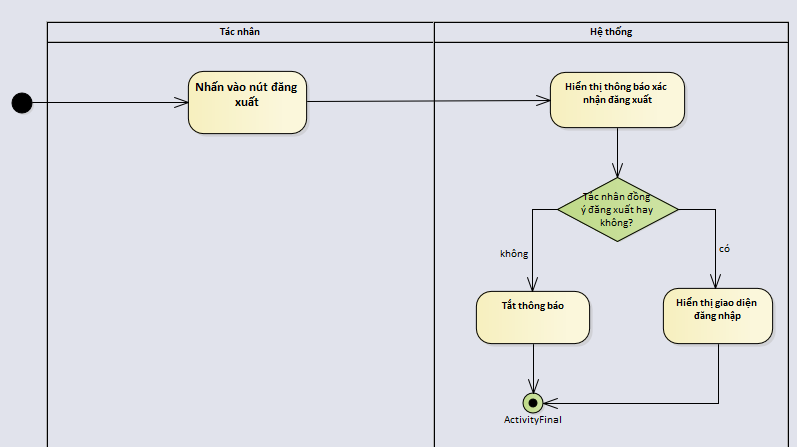 Tác nhân
Hệ thống
Nhấn vào nút đăng
xuất
Hiển thị thông báo xác
nhận đăng xuất
Tác nhân đồng
ý đăng xuất hay
không?
không
có
Tắt thông báo
Hiển thị giao diện
đăng nhập
ActivityFinal